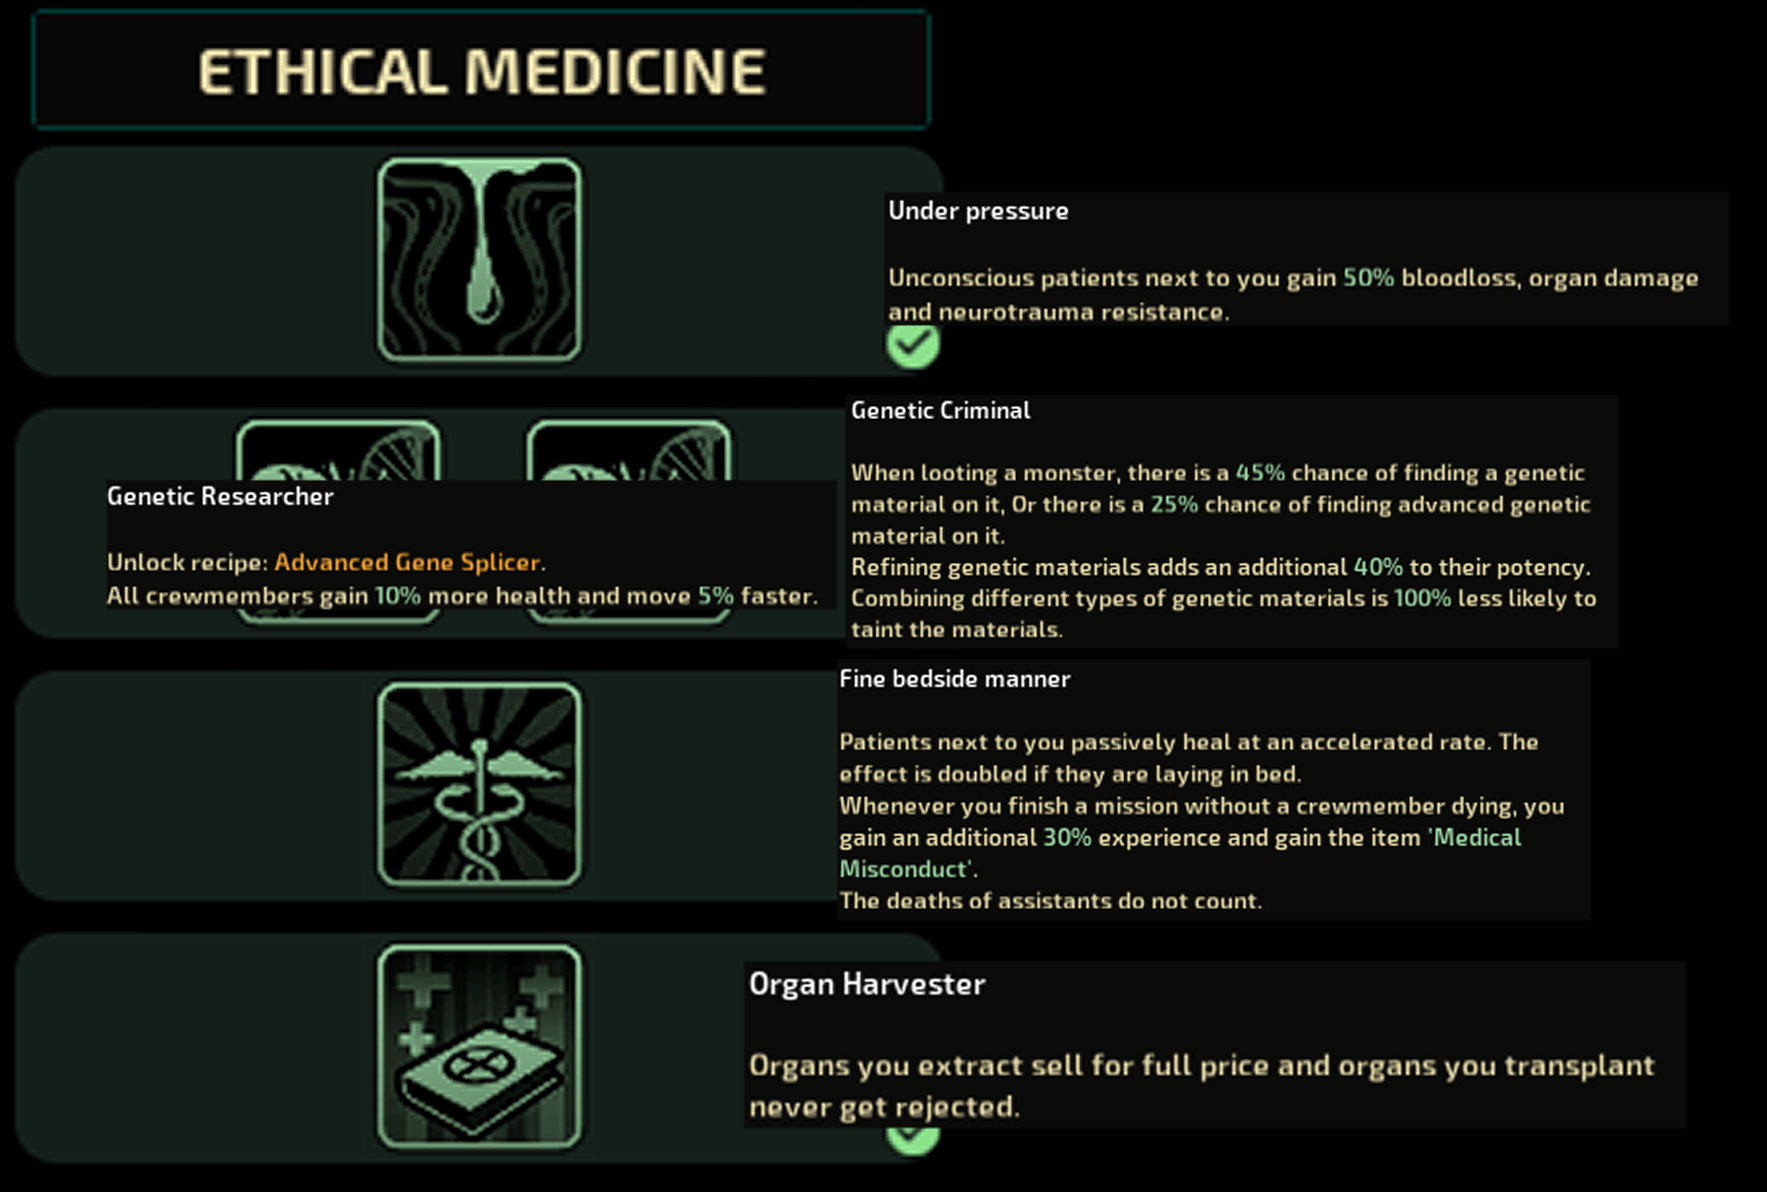 ETHICAL MEDICINE
Under pressure
Unconscious patients next to you gain 50% bloodloss, organ damage
and neurotrauma resistance.
Genetic Researcher
Unlock recipe: Advanced Gene Splicer.
All crewmembers gain 10% more health and move 5% faster.
Genetic Criminal
When looting a monster, there is a 45% chance of finding a genetic
material on it, Or there is a 25% chance of finding advanced genetic
material on it.
Refining genetic materials adds an additional 40% to their potency.
Combining different types of genetic materials is 100% less likely to
taint the materials.
Fine bedside manner
Patients next to you passively heal at an accelerated rate. The
effect is doubled if they are laying in bed.
Whenever you finish a mission without a crewmember dying, you
gain an additional 30% experience and gain the item 'Medical
Misconduct'.
The deaths of assistants do not count.
Organ Harvester
Organs you extract sell for full price and organs you transplant
never get rejected.